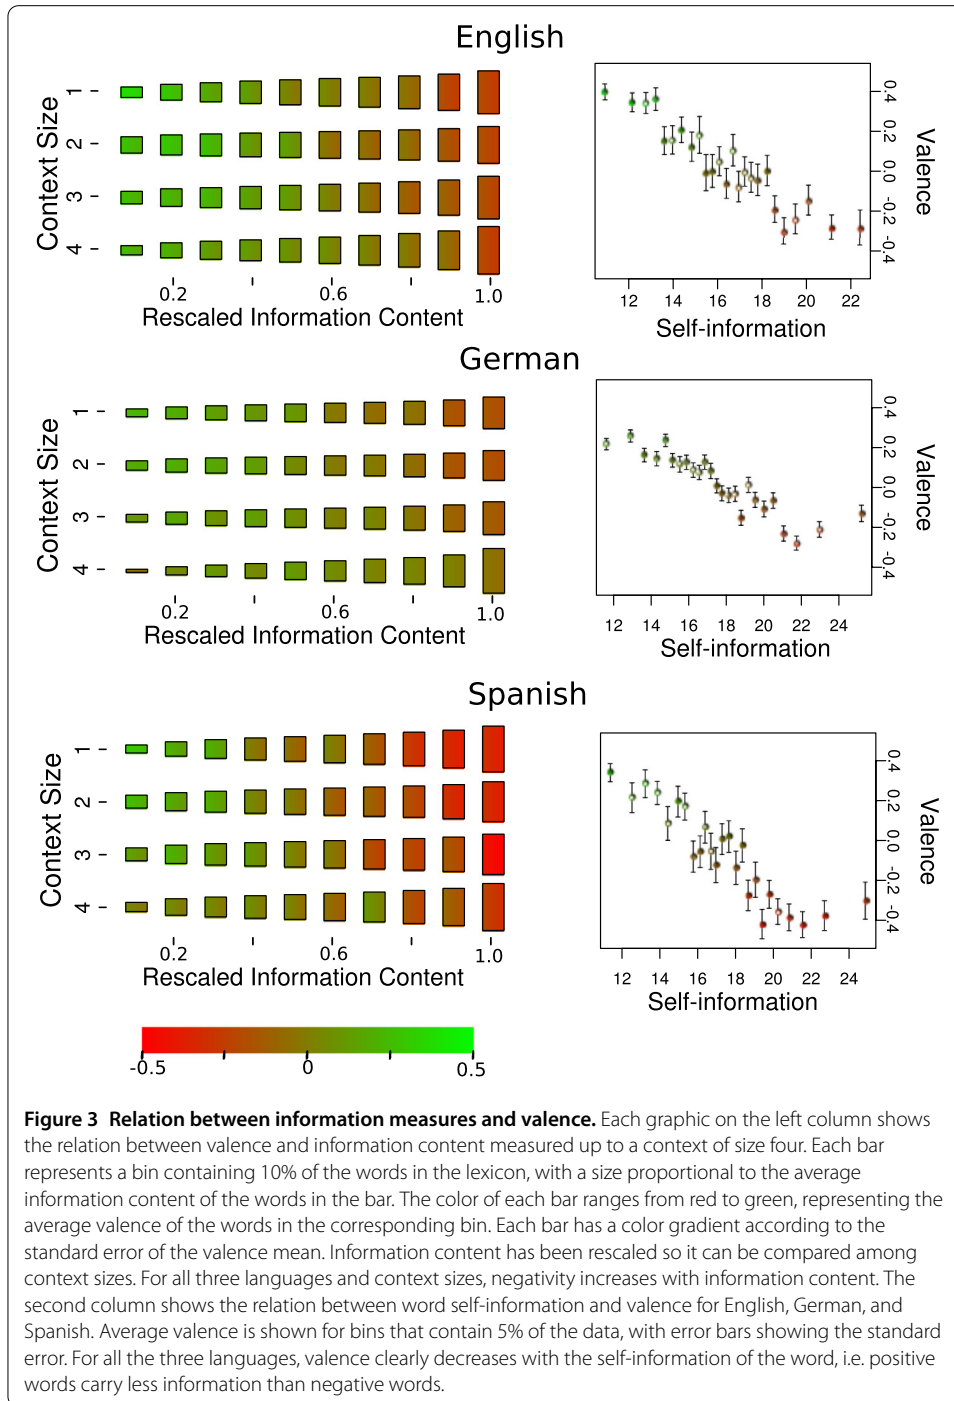 English
Context Size
1
2
3
4
0.2
0.6
1.0
Rescaled Information Content
0.4
0.2
0.0
-0.2
-0.4
Valence
12 14 16 18 20 22
Self-information
German
Context Size
1
2
3
4
0.2
0.6
1.0
Rescaled Information Content
0.4
0.2
0.0
-0.2
-0.4
Valence
12 14 16 18 20 22 24
Self-information
Spanish
Context Size
1
2
3
4
0.2
0.6
1.0
Rescaled Information Content
0.4
0.2
0.0
-0.2
-0.4
Valence
12 14 16 18 20 22 24
Self-information
-0.5 0 0.5
Figure 3 Relation between information measures and valence. Each graphic on the left column shows
the relation between valence and information content measured up to a context of size four. Each bar
represents a bin containing 10% of the words in the lexicon, with a size proportional to the average
information content of the words in the bar. The color of each bar ranges from red to green, representing the
average valence of the words in the corresponding bin. Each bar has a color gradient according to the
standard error of the valence mean. Information content has been rescaled so it can be compared among
context sizes. For all three languages and context sizes, negativity increases with information content. The
second column shows the relation between word self-information and valence for English, German, and
Spanish. Average valence is shown for bins that contain 5% of the data, with error bars showing the standard
error. For all the three languages, valence clearly decreases with the self-information of the word, i.e. positive
words carry less information than negative words.